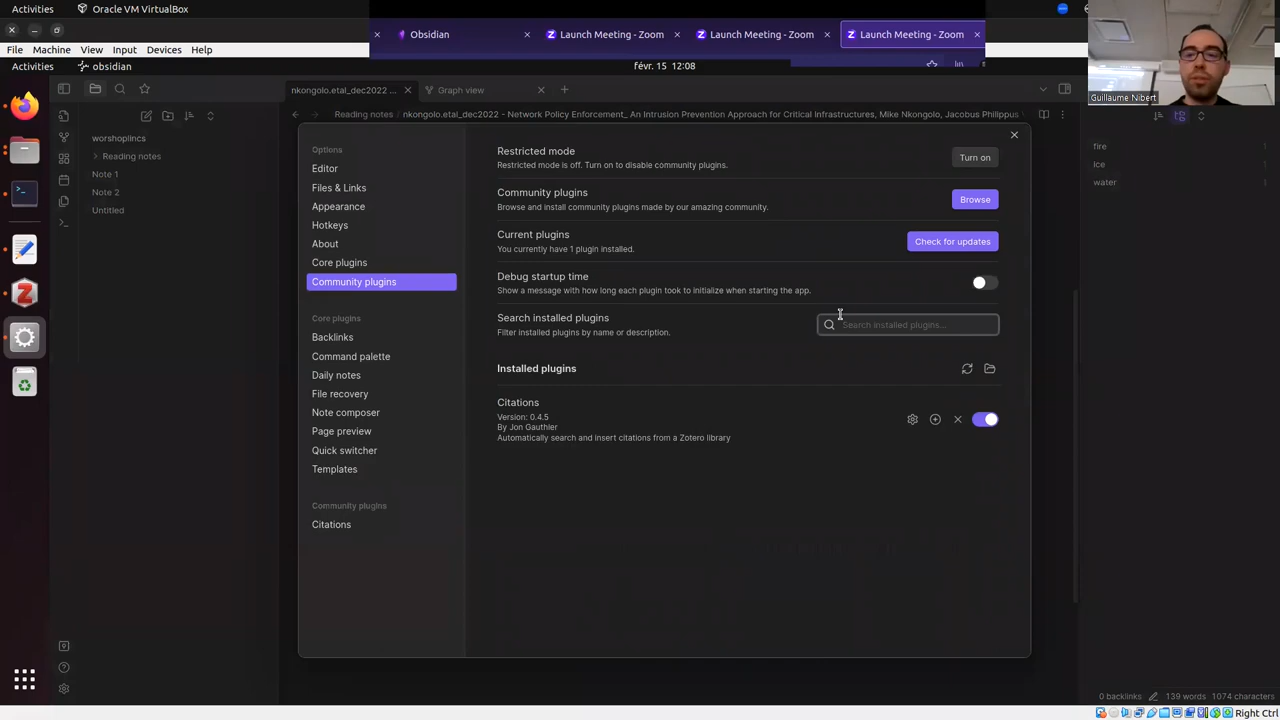 Activities
Oracle VM VirtualBox
Obsidian
Launch Meeting - Zoom
Launch Meeting - Zoom
Launch Meeting - Zoom
File Machine View Input Devices Help
Activities
obsidian
févr. 15 12:08
Guillaume Nibert
nkongolo.etal_dec2022 ...
Graph view
Reading notes / nkongolo.etal_dec2022 - Network Policy Enforcement_ An Intrusion Prevention Approach for Critical Infrastructures, Mike Nkongolo, Jacobus Philippus
worshoplncs
Reading notes
Note 1
Note 2
Untitled
Options
Editor
Files & Links
Appearance
Hotkeys
About
Core plugins
Community plugins
Core plugins
Backlinks
Command palette
Daily notes
File recovery
Note composer
Page preview
Quick switcher
Templates
Community plugins
Citations
Restricted mode
Restricted mode is off. Turn on to disable community plugins.
Turn on
Community plugins
Browse and install community plugins made by our amazing community.
Browse
Current plugins
You currently have 1 plugin installed.
Check for updates
Debug startup time
Show a message with how long each plugin took to initialize when starting the app.
Search installed plugins
Filter installed plugins by name or description.
Search installed plugins...
Installed plugins
Citations
Version: 0.4.5
By Jon Gauthier
Automatically search and insert citations from a Zotero library
fire
Ice
water
0 backlinks
139 words
1074 characters
Right Ctrl